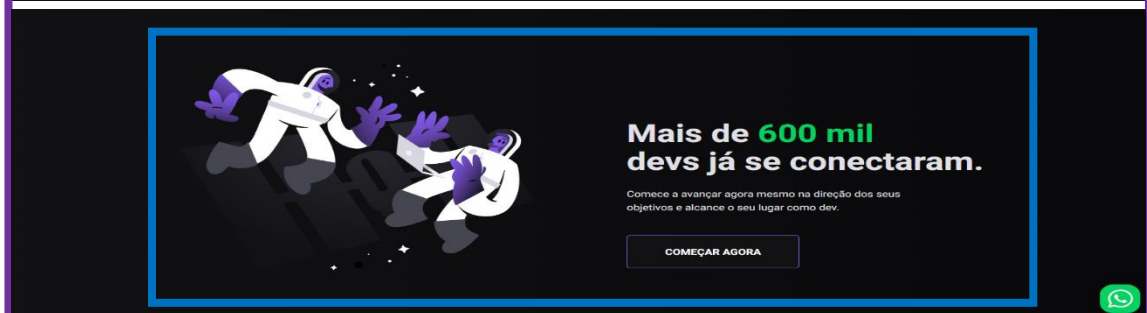 Mais de 600 mil
devs já se conectaram.
Comece a avançar agora mesmo na direção dos seus
objetivos e alcance o seu lugar como dev.
COMEÇAR AGORA